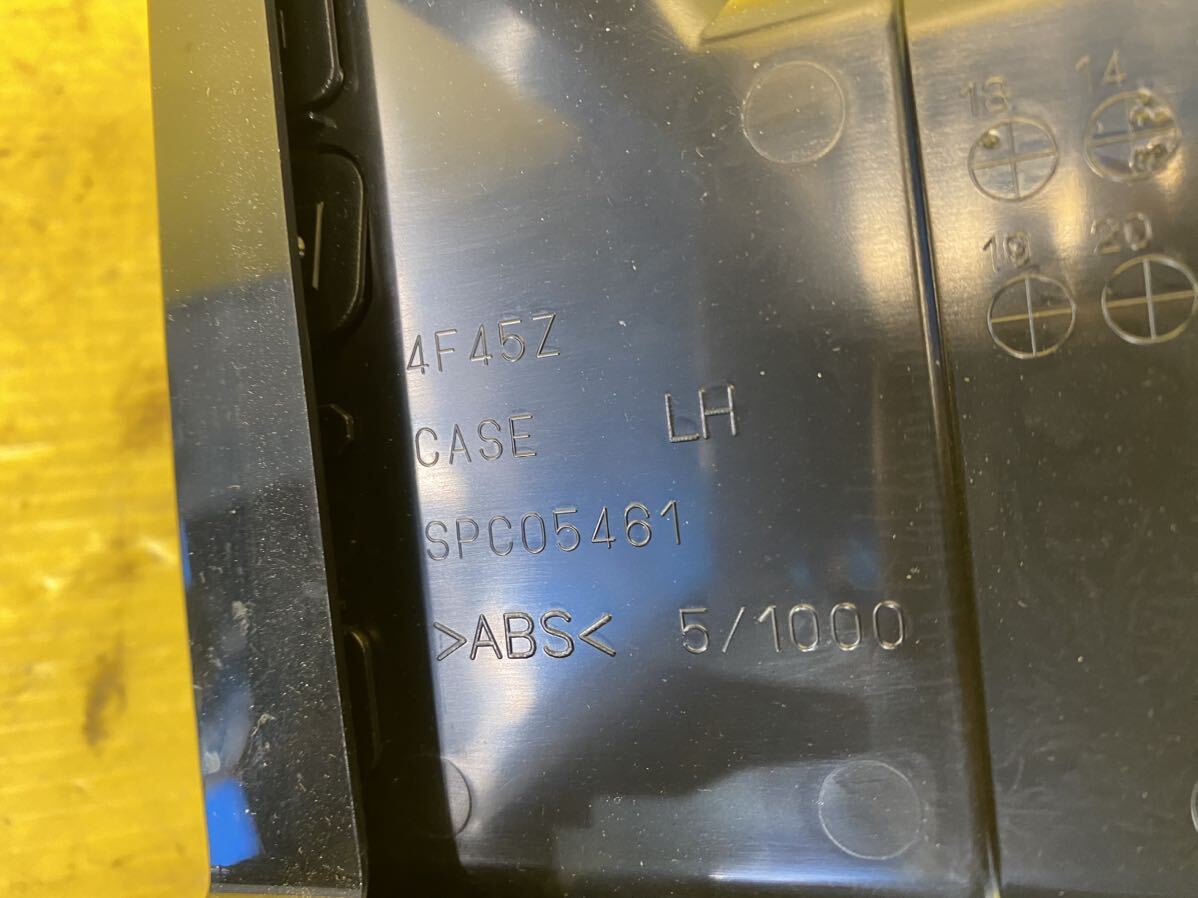 13 14
19 20
4F45Z
CASE LH
SPC05461
>ABS< 5/1000